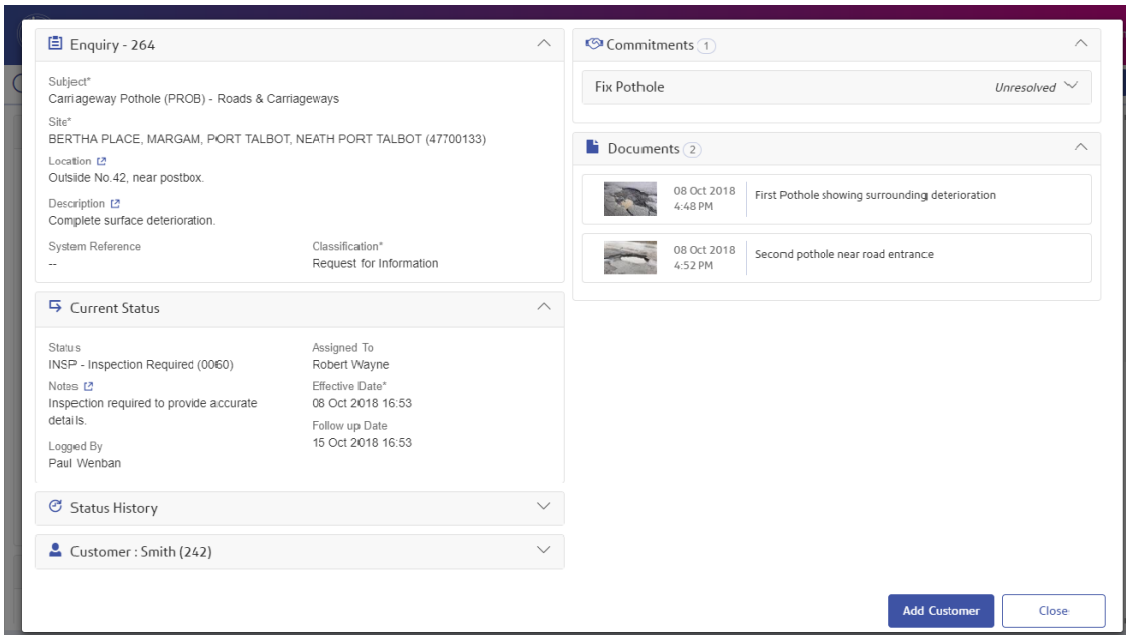 Enquiry - 264
Subject*
Carriageway Pothole (PROB) - Roads & Carriageways
Site*
BERTHA PLACE, MARGAM, PORT TALBOT, NEATH PORT TALBOT (47700133)
Location
Outside No.42, near postbox.
Description
Complete surface deterioration.
System Reference
--
Classification*
Request for Information
Current Status
Status
INSP - Inspection Required (0060)
Notes
Inspection required to provide accurate
details.
Logged By
Paul Wenban
Assigned To
Robert Wayne
Effective Date*
08 Oct 2018 16:53
Follow up Date
15 Oct 2018 16:53
Status History
Customer : Smith (242)
Commitments 1
Fix Pothole
Unresolved
Documents 2
08 Oct 2018
4:48 PM
First Pothole showing surrounding deterioration
08 Oct 2018
4:52 PM
Second pothole near road entrance
Add Customer
Close